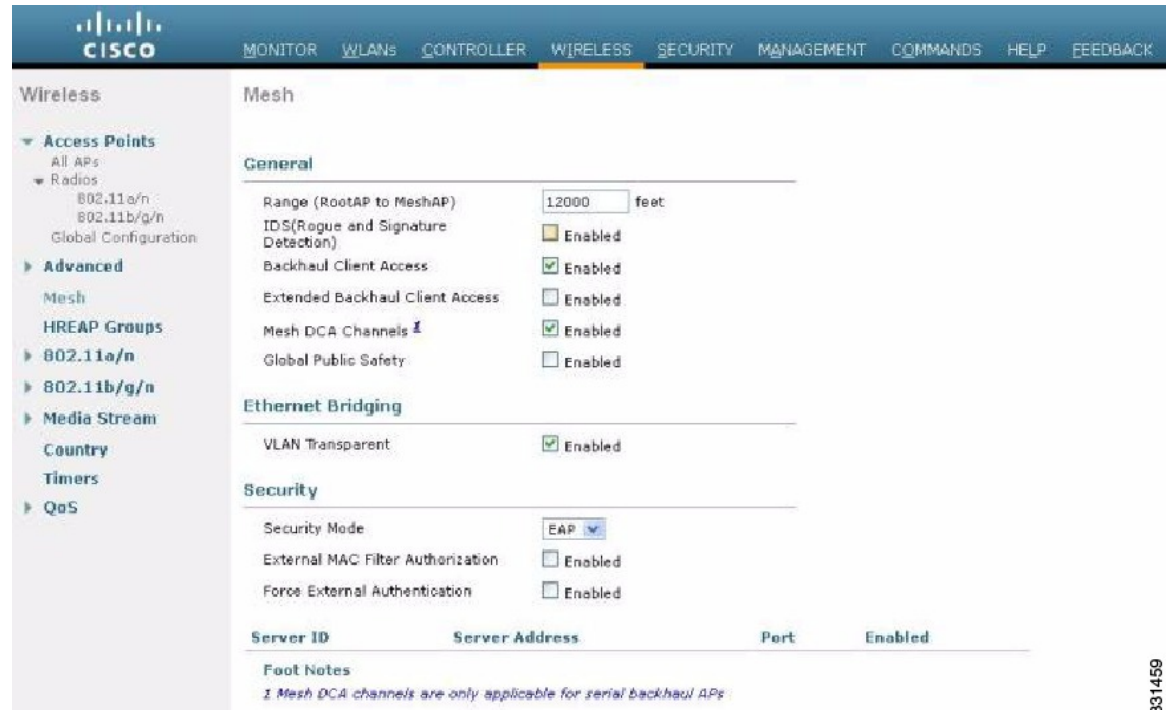 CISCO
MONITOR WLANs CONTROLLER WIRELESS SECURITY MANAGEMENT COMMANDS HELP FEEDBACK
Wireless
Access Points
All APs
Radios
802.11a/n
802.11b/g/n
Global Configuration
Advanced
Mesh
HREAP Groups
802.11a/n
802.11b/g/n
Media Stream
Country
Timers
QoS
Mesh
General
Range (RootAP to MeshAP) 12000 feet
IDS(Rogue and Signature
Detection) Enabled
Backhaul Client Access Enabled
Extended Backhaul Client Access Enabled
Mesh DCA Channels 1 Enabled
Global Public Safety Enabled
Ethernet Bridging
VLAN Transparent Enabled
Security
Security Mode EAP
External MAC Filter Authorization Enabled
Force External Authentication Enabled
Server ID Server Address Port Enabled
Foot Notes
1 Mesh DCA channels are only applicable for serial backhaul APs
331459